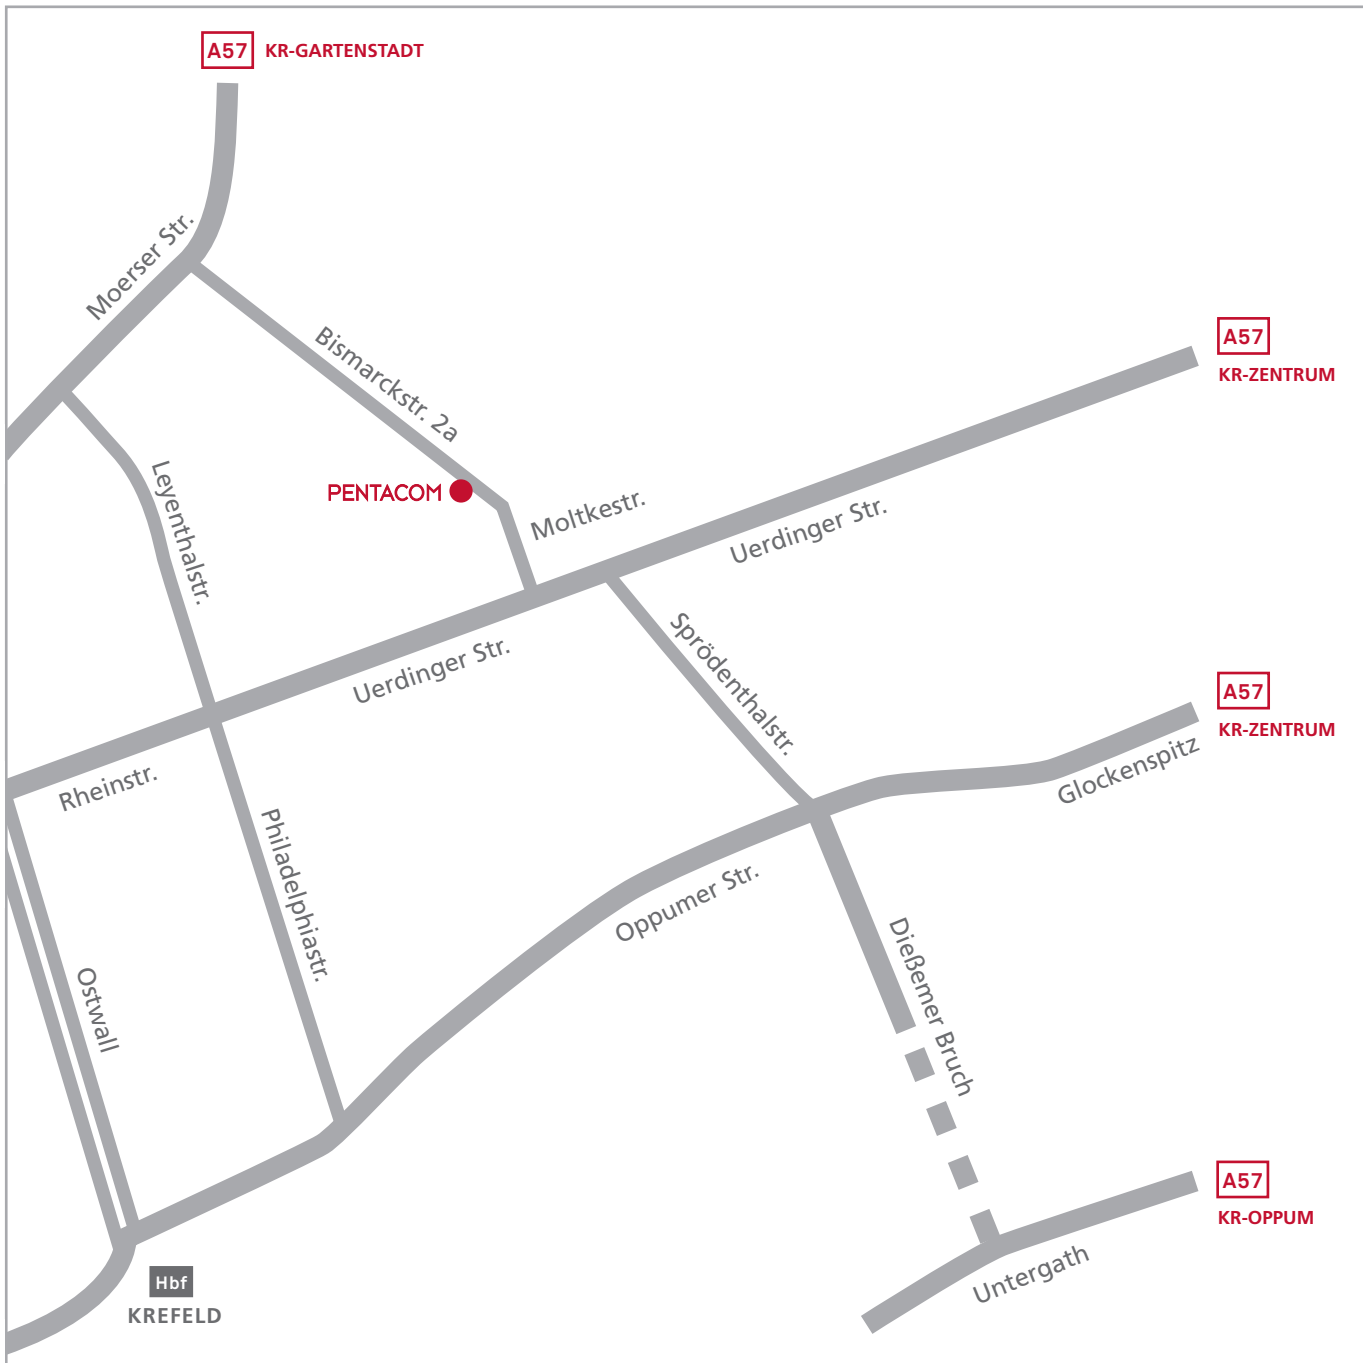 A57 KR-GARTENSTADT
Moerser Str.
Bismarckstr. 2a
A57
KR-ZENTRUM
Leyenthalstr.
PENTACOM
Moltkestr.
Uerdinger Str.
Uerdinger Str.
Sprödenthalstr.
A57
KR-ZENTRUM
Glockenspitz
Rheinstr.
Philadelphiastr.
Oppumer Str.
Dießemer Bruch
Ostwall
A57
KR-OPPUM
Untergath
Hbf
KREFELD